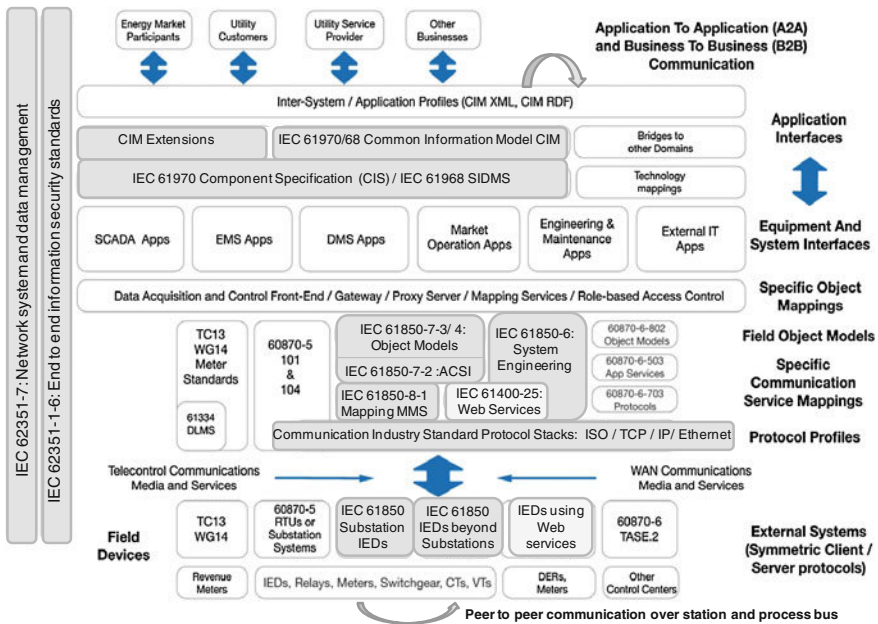 Energy Market
Participants
Utility
Customers
Utility Service
Provider
Other
Businesses
Application To Application (A2A)
and Business To Business (B2B)
Communication
Inter-System / Application Profiles (CIM XML, CIM RDF)
CIM Extensions
IEC 61970/68 Common Information Model CIM
Bridges to
other Domains
Application
Interfaces
IEC 61970 Component Specification (CIS) / IEC 61968 SIDMS
Technology
mappings
SCADA Apps
EMS Apps
DMS Apps
Market
Operation Apps
Engineering &
Maintenance
Apps
External IT
Apps
Equipment And
System Interfaces
Data Acquisition and Control Front-End / Gateway / Proxy Server / Mapping Services / Role-based Access Control
Specific Object
Mappings
TC13
WG14
Meter
Standards
61334
DLMS
60870-5
101
&
104
IEC 61850-7-3/ 4:
Object Models
IEC 61850-7-2 :ACSI
IEC 61850-8-1
Mapping MMS
IEC 61850-6:
System
Engineering
IEC 61400-25:
Web Services
60870-6-802
Object Models
60870-6-503
App Services
60870-6-703
Protocols
Field Object Models
Specific
Communication
Service Mappings
Communication Industry Standard Protocol Stacks: ISO / TCP / IP/ Ethernet
Protocol Profiles
Telecontrol Communications
Media and Services
WAN Communications
Media and Services
Field
Devices
TC13
WG14
60870-5
RTUs or
Substation
Systems
IEC 61850
Substation
IEDs
IEC 61850
IEDs beyond
Substations
IEDs using
Web
services
60870-6
TASE.2
External Systems
(Symmetric Client /
Server protocols)
Revenue
Meters
IEDs, Relays, Meters, Switchgear, CTs, VTs
DERs,
Meters
Other
Control Centers
Peer to peer communication over station and process bus
IEC 62351-7: Network system and data management
IEC 62351-1-6: End to end information security standards